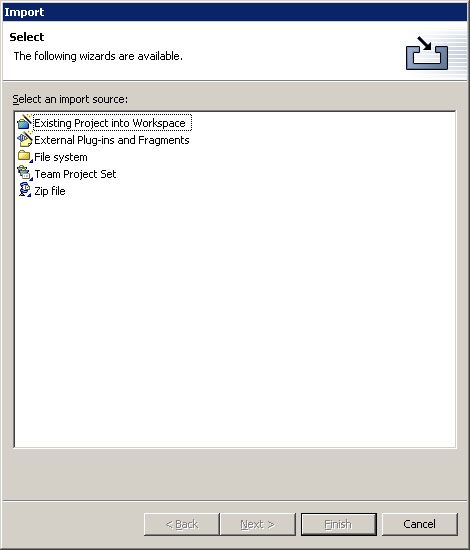 Import
Select
The following wizards are available.
Select an import source:
Existing Project into Workspace
External Plug-ins and Fragments
File system
Team Project Set
Zip file
< Back
Next >
Finish
Cancel